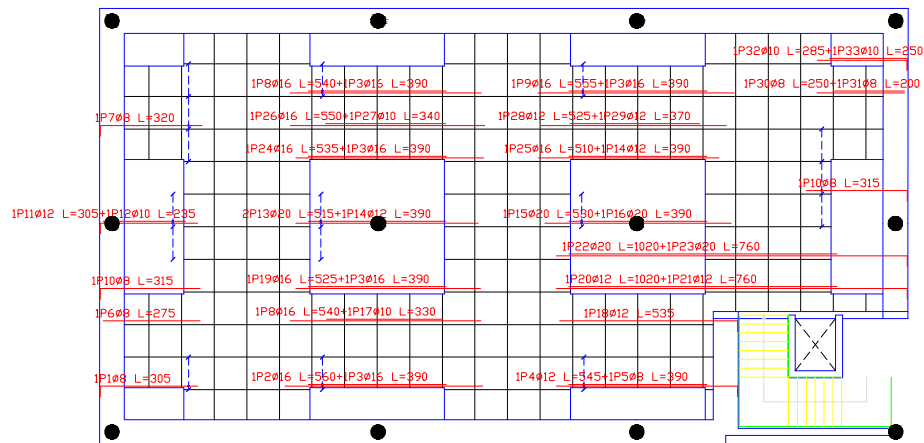 1P32Ø10 L=285+1P33Ø10 L=250
1P8Ø16 L=540+1P3Ø16 L=390
1P9Ø16 L=555+1P3Ø16 L=390
1P30Ø8 L=250+1P31Ø8 L=200
1P7Ø8 L=320
1P26Ø16 L=550+1P27Ø10 L=340
1P28Ø12 L=525+1P29Ø12 L=370
1P24Ø16 L=535+1P3Ø16 L=390
1P25Ø16 L=510+1P14Ø12 L=390
1P10Ø8 L=315
1P11Ø12 L=305+1P12Ø10 L=235
2P13Ø20 L=515+1P14Ø12 L=390
1P15Ø20 L=530+1P16Ø20 L=390
1P22Ø20 L=1020+1P23Ø20 L=760
1P10Ø8 L=315
1P19Ø16 L=525+1P3Ø16 L=390
1P20Ø12 L=1020+1P21Ø12 L=760
1P6Ø8 L=275
1P8Ø16 L=540+1P17Ø10 L=330
1P18Ø12 L=535
1P1Ø8 L=305
1P2Ø16 L=560+1P3Ø16 L=390
1P4Ø12 L=545+1P5Ø8 L=390